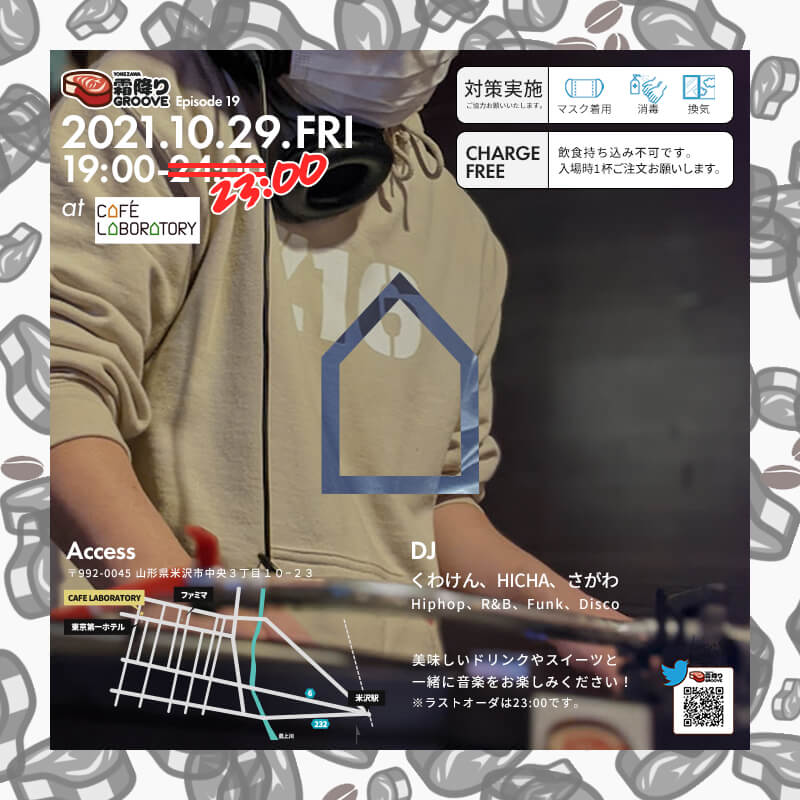 YONEZAWA
霜降り
GROOVE Episode 19
2021.10.29.FRI
19:00-24:00
23:00
at CAFÉ
LABORATORY
対策実施
ご協力お願いいたします。
マスク着用 消毒 換気
CHARGE
FREE
飲食持ち込み不可です。
入場時1杯ご注文お願いします。
16
Access
〒992-0045 山形県米沢市中央3丁目10−23
CAFE LABORATORY
ファミマ
東京第一ホテル
米沢駅
6
232
最上川
DJ
くわけん、HICHA、さがわ
Hiphop、R&B、Funk、Disco
美味しいドリンクやスイーツと
一緒に音楽をお楽しみください！
※ラストオーダは23:00です。
霜降り
GROOVE